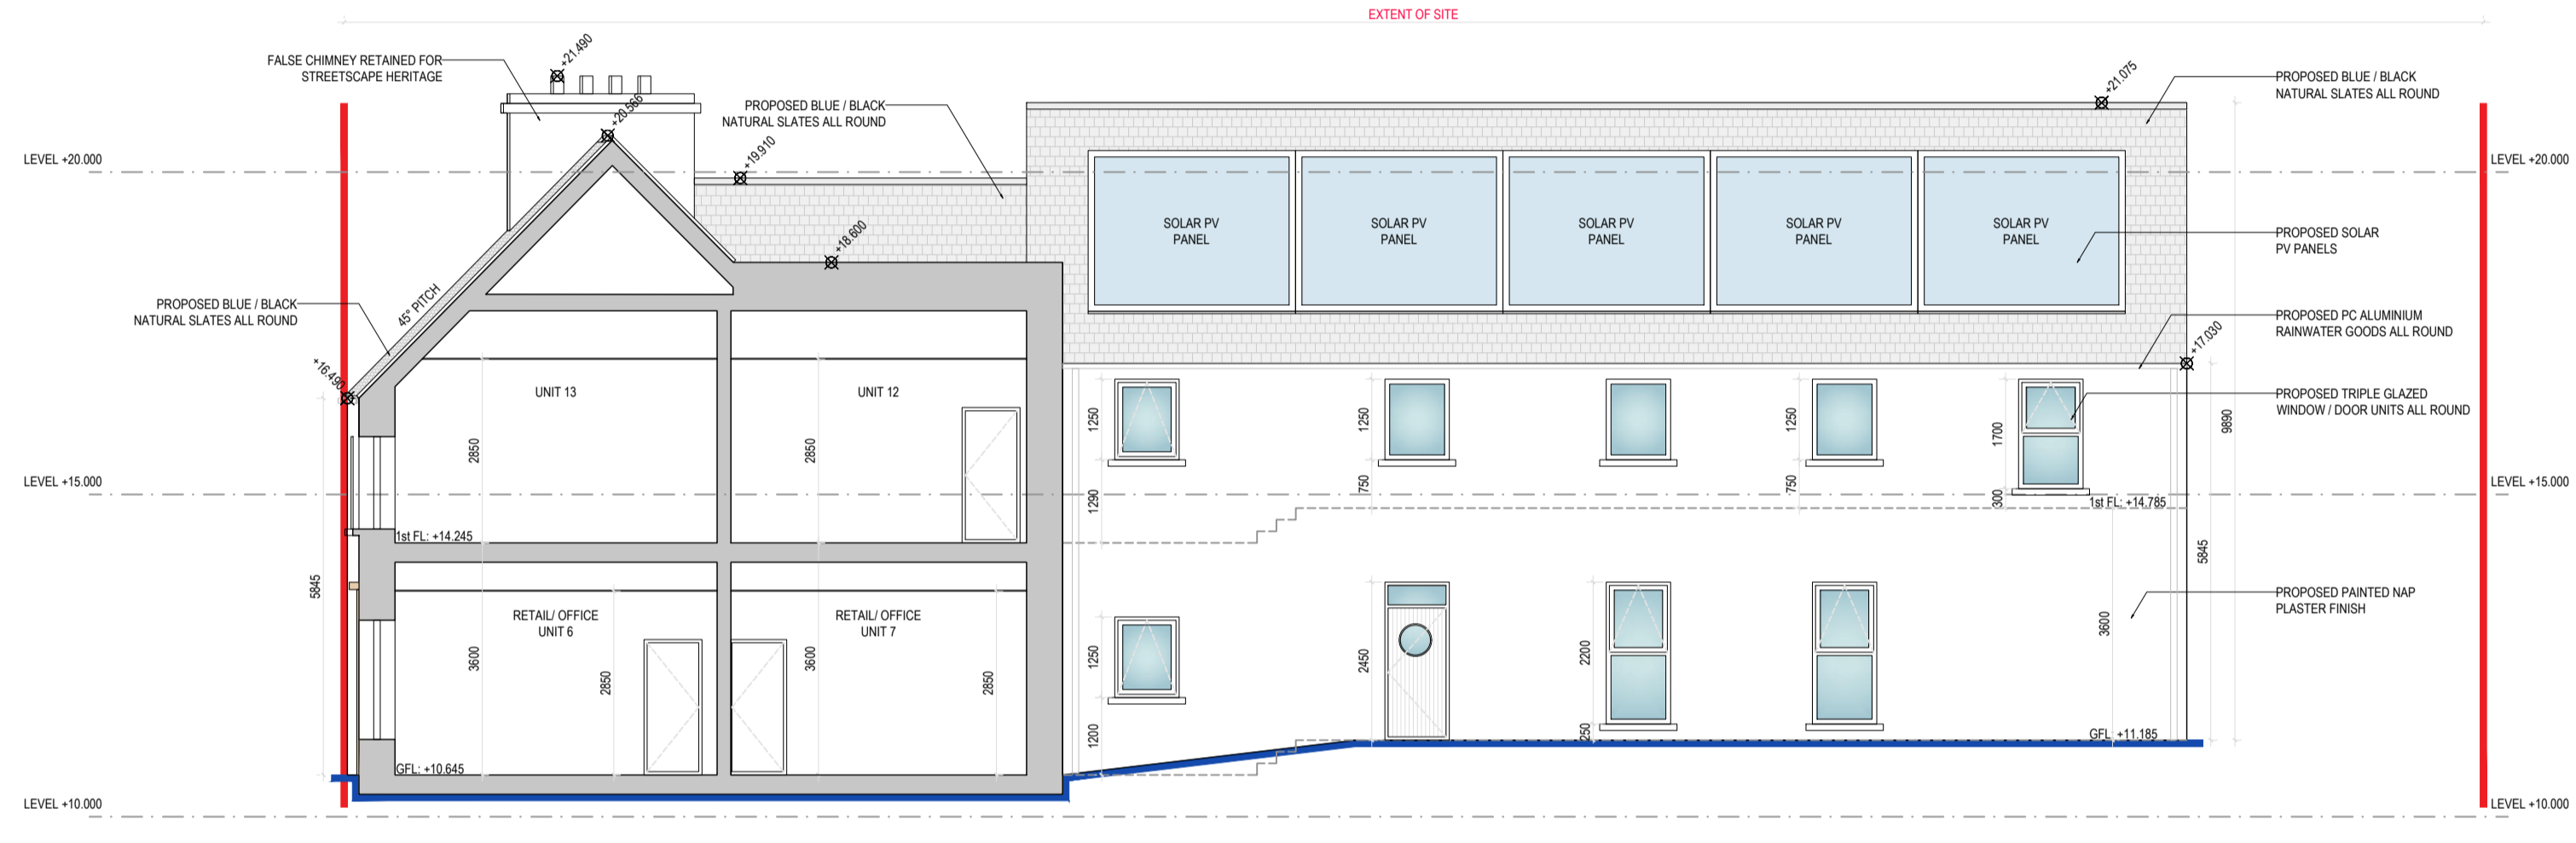 EXTENT OF SITE
+21.490
FALSE CHIMNEY RETAINED FOR
STREETSCAPE HERITAGE
+20.566
PROPOSED BLUE / BLACK
NATURAL SLATES ALL ROUND
+21.075
PROPOSED BLUE / BLACK
NATURAL SLATES ALL ROUND
LEVEL +20.000
+19.910
LEVEL +20.000
SOLAR PV
PANEL
SOLAR PV
PANEL
SOLAR PV
PANEL
SOLAR PV
PANEL
SOLAR PV
PANEL
PROPOSED SOLAR
PV PANELS
+18.600
45° PITCH
PROPOSED BLUE / BLACK
NATURAL SLATES ALL ROUND
PROPOSED PC ALUMINIUM
RAINWATER GOODS ALL ROUND
+17.030
+16.490
UNIT 13
UNIT 12
PROPOSED TRIPLE GLAZED
WINDOW / DOOR UNITS ALL ROUND
2850
2850
1250
1250
1250
1700
9890
LEVEL +15.000
1290
750
750
300
LEVEL +15.000
1st FL: +14.785
1st FL: +14.245
5845
5845
RETAIL/ OFFICE
UNIT 6
RETAIL/ OFFICE
UNIT 7
PROPOSED PAINTED NAP
PLASTER FINISH
3600
2850
3600
2850
1250
2450
2200
3600
1200
250
GFL: +11.185
GFL: +10.645
LEVEL +10.000
LEVEL +10.000